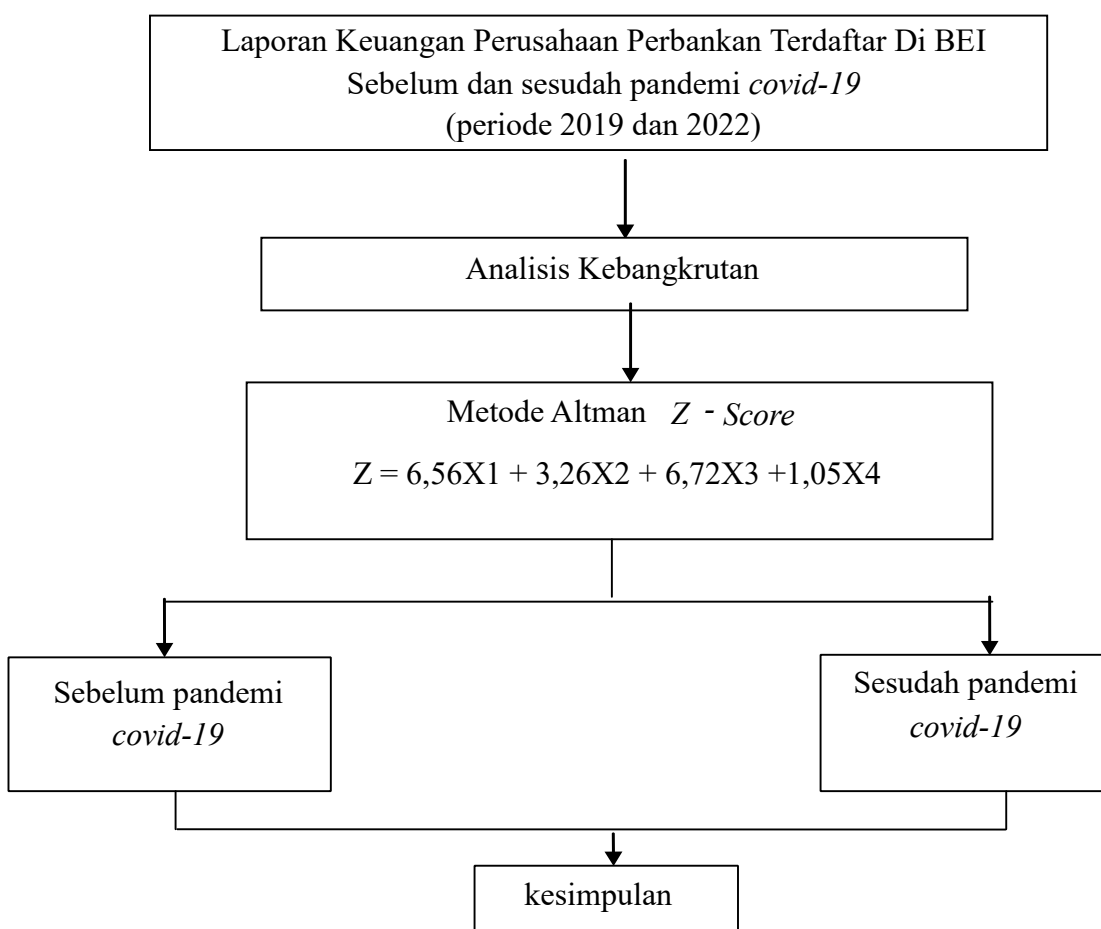 Laporan Keuangan Perusahaan Perbankan Terdaftar Di BEI
Sebelum dan sesudah pandemi covid-19
(periode 2019 dan 2022)
Analisis Kebangkrutan
Metode Altman Z - Score
Z = 6,56X1 + 3,26X2 + 6,72X3 +1,05X4
Sebelum pandemi
covid-19
Sesudah pandemi
covid-19
kesimpulan